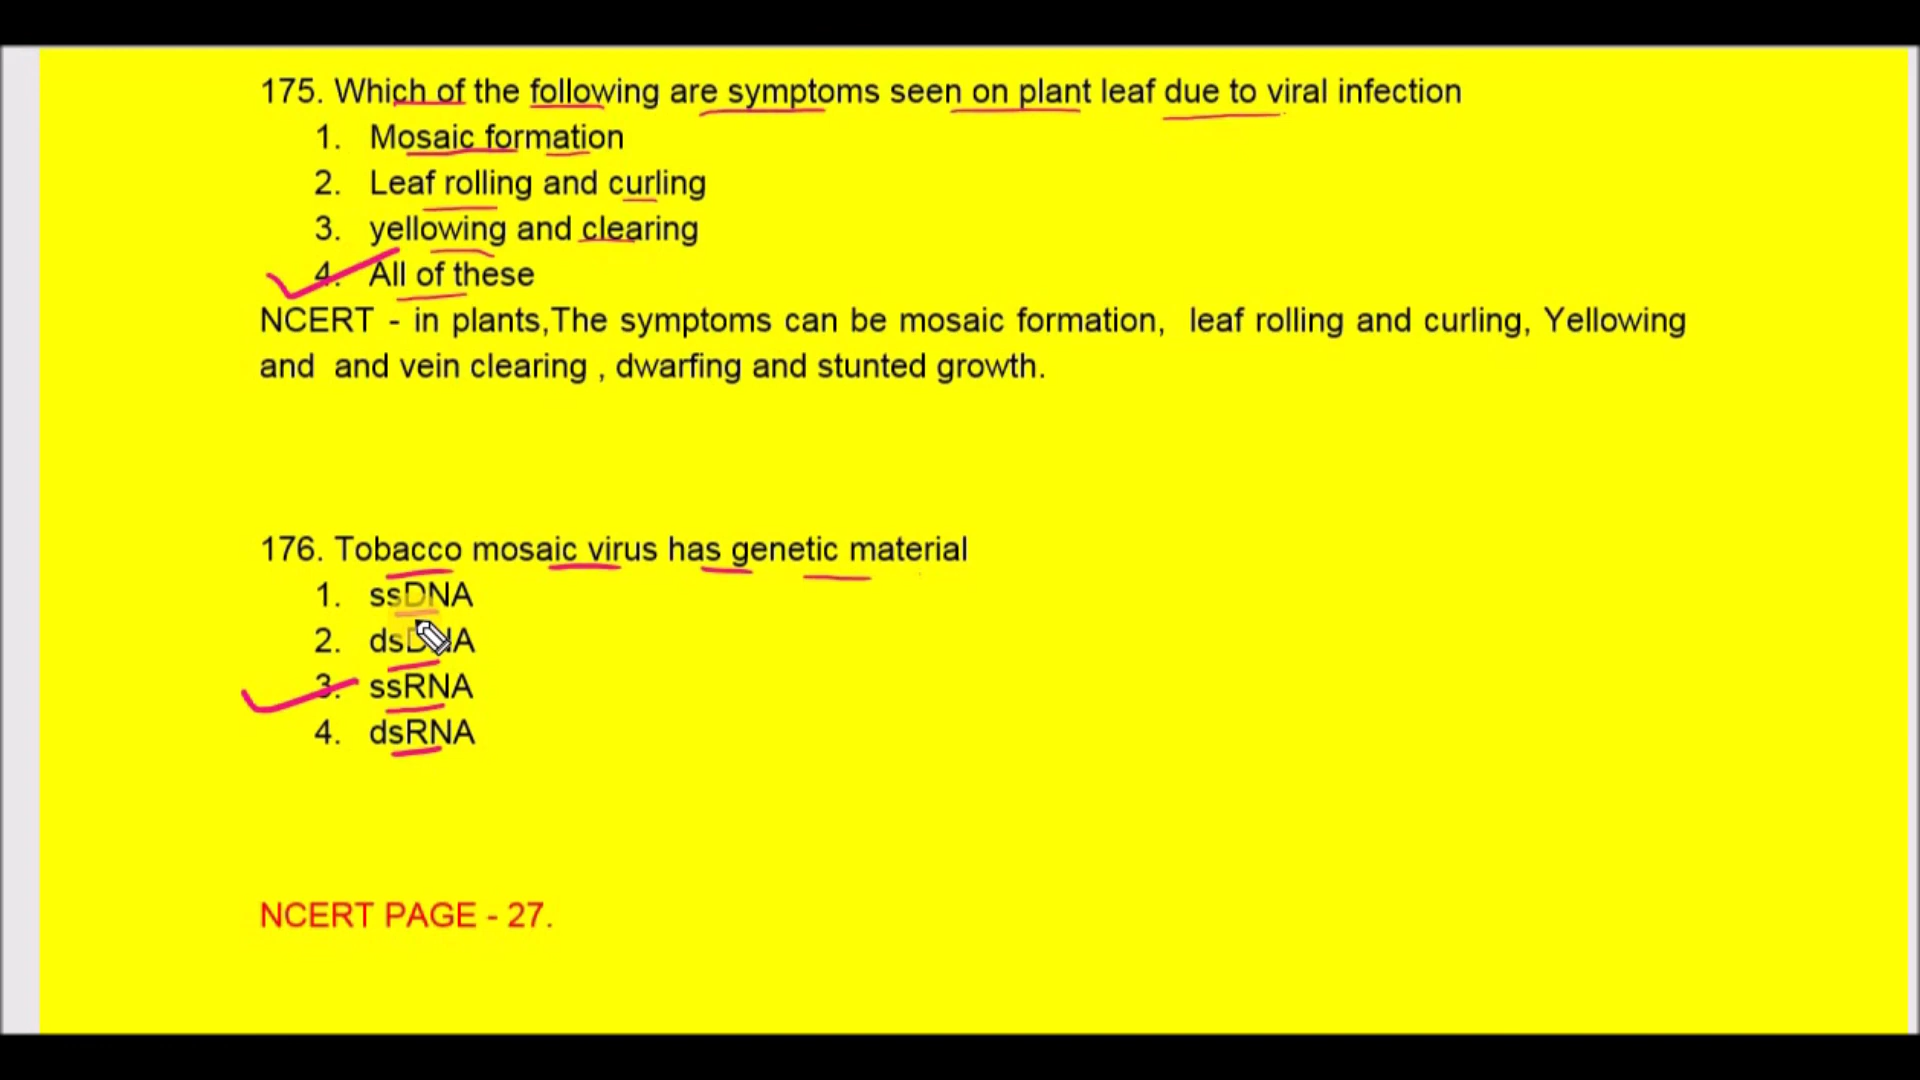 175. Which of the following are symptoms seen on plant leaf due to viral infection
1. Mosaic formation
2. Leaf rolling and curling
3. yellowing and clearing
4. All of these
NCERT - in plants,The symptoms can be mosaic formation, leaf rolling and curling, Yellowing
and and vein clearing , dwarfing and stunted growth.
176. Tobacco mosaic virus has genetic material
1. ssDNA
2. dsDNA
3. ssRNA
4. dsRNA
NCERT PAGE - 27.